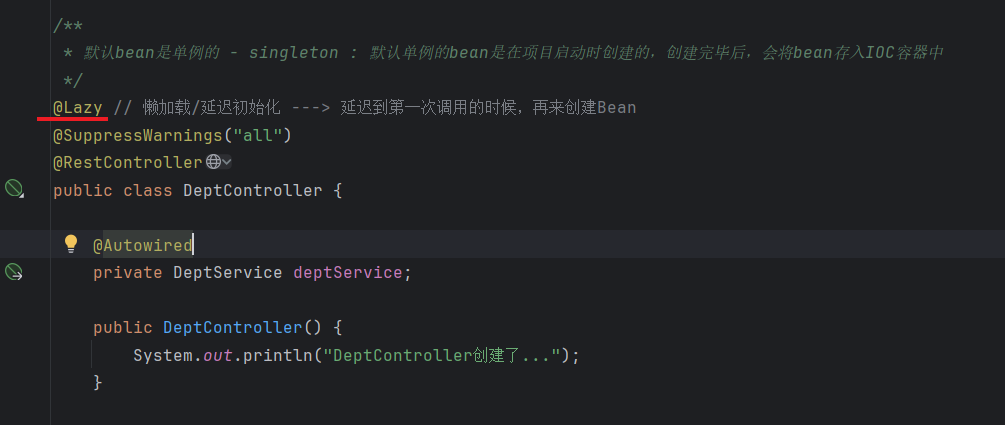 /**
 * 默认bean是单例的 - singleton : 默认单例的bean是在项目启动时创建的，创建完毕后，会将bean存入IOC容器中
 */
@Lazy // 懒加载/延迟初始化 ---> 延迟到第一次调用的时候，再来创建Bean
@SuppressWarnings("all")
@RestController
public class DeptController {
@Autowired
private DeptService deptService;
public DeptController() {
System.out.println("DeptController创建了...");
}